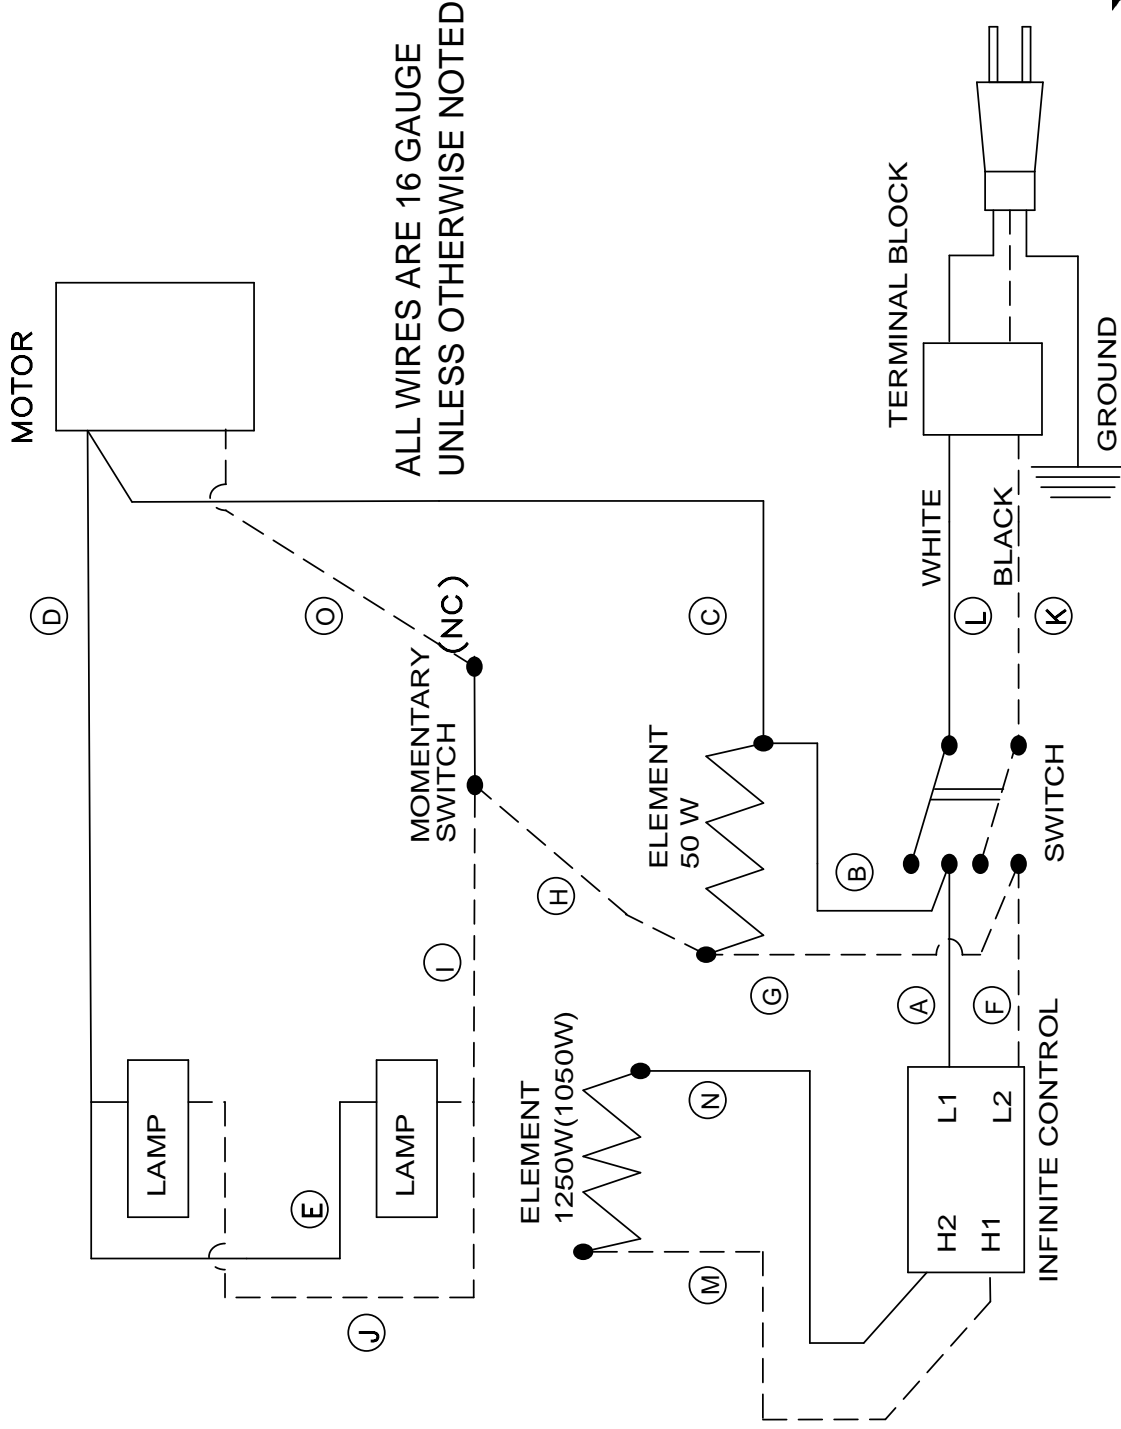 MOTOR
ALL WIRES ARE 16 GAUGE
UNLESS OTHERWISE NOTED
D
O
MOMENTARY
SWITCH
(NC)
C
TERMINAL BLOCK
WHITE
BLACK
GROUND
L
K
ELEMENT
50 W
H
B
SWITCH
I
G
A
F
LAMP
LAMP
E
J
ELEMENT
1250W(1050W)
N
M
L1
L2
H2
H1
INFINITE CONTROL